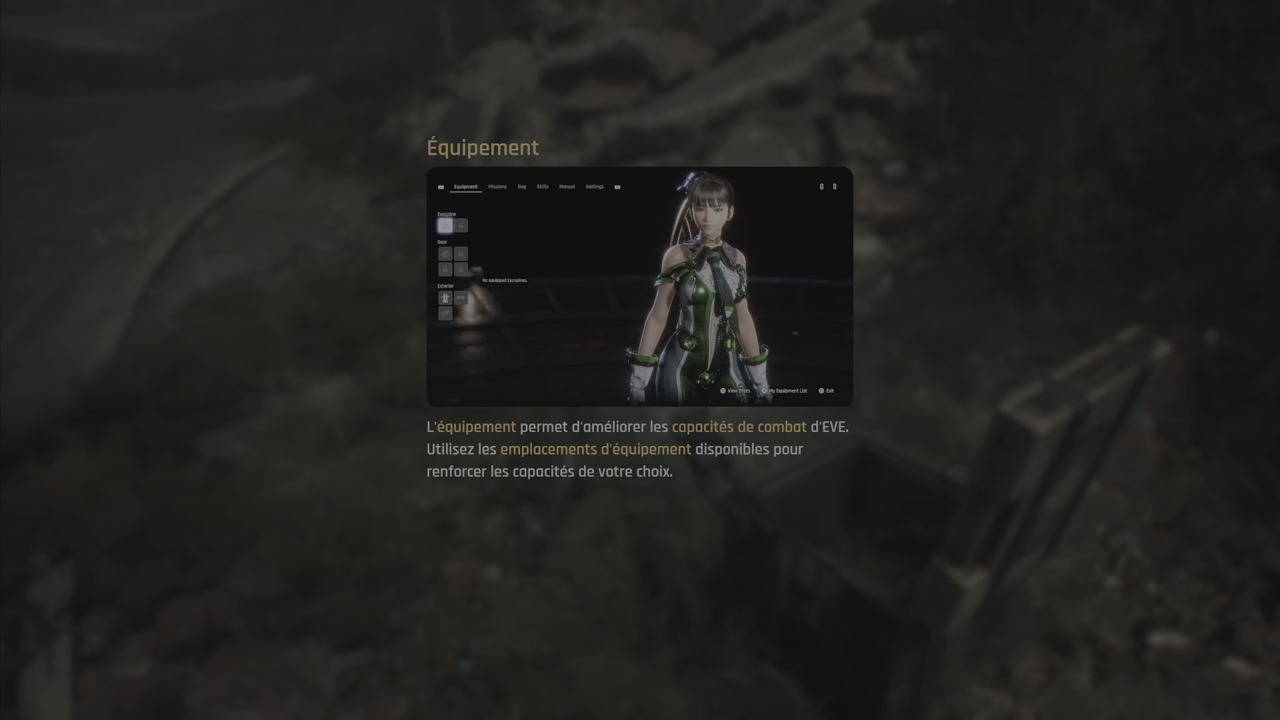 Équipement
Equipment Missions Bag Skills Manual Settings
Exospine
Gear
No equipped Exospines.
Exterior
View Stats My Equipment List Exit
L'équipement permet d'améliorer les capacités de combat d'EVE.
Utilisez les emplacements d'équipement disponibles pour
renforcer les capacités de votre choix.